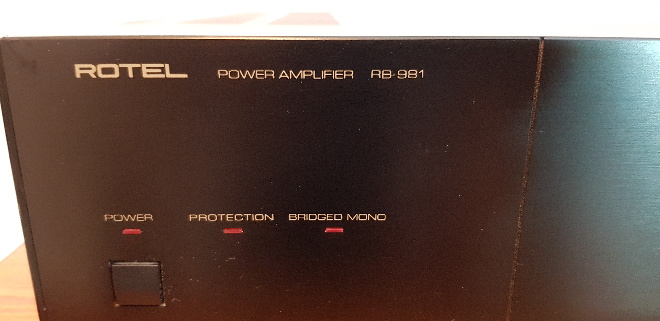 ROTEL POWER AMPLIFIER RB-981
POWER PROTECTION BRIDGED MONO